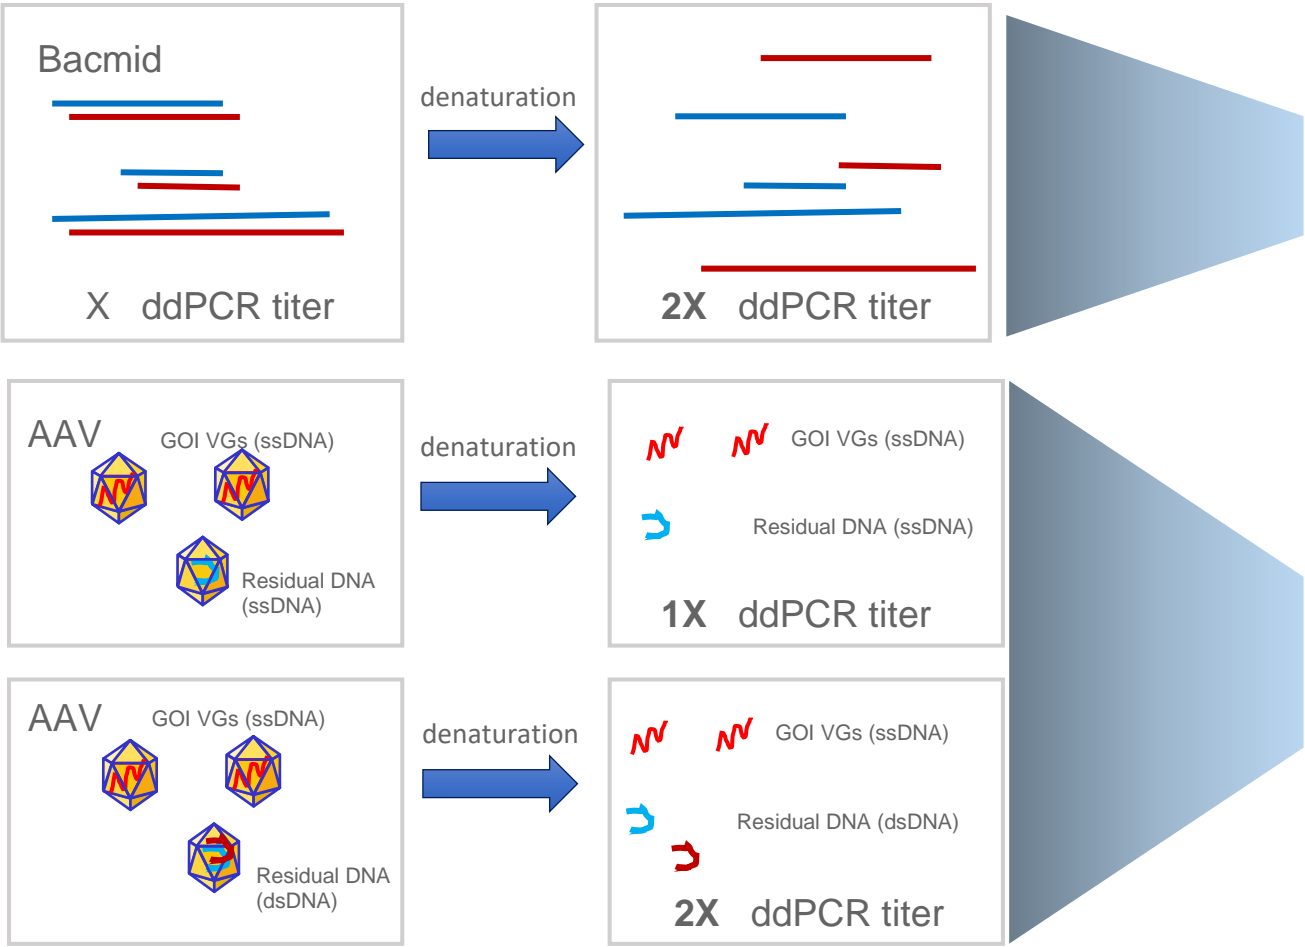 Bacmid
X ddPCR titer
denaturation
2X ddPCR titer
AAV
GOI VGs (ssDNA)
Residual DNA
(ssDNA)
denaturation
GOI VGs (ssDNA)
Residual DNA (ssDNA)
1X ddPCR titer
AAV
GOI VGs (ssDNA)
Residual DNA
(dsDNA)
denaturation
GOI VGs (ssDNA)
Residual DNA (dsDNA)
2X ddPCR titer